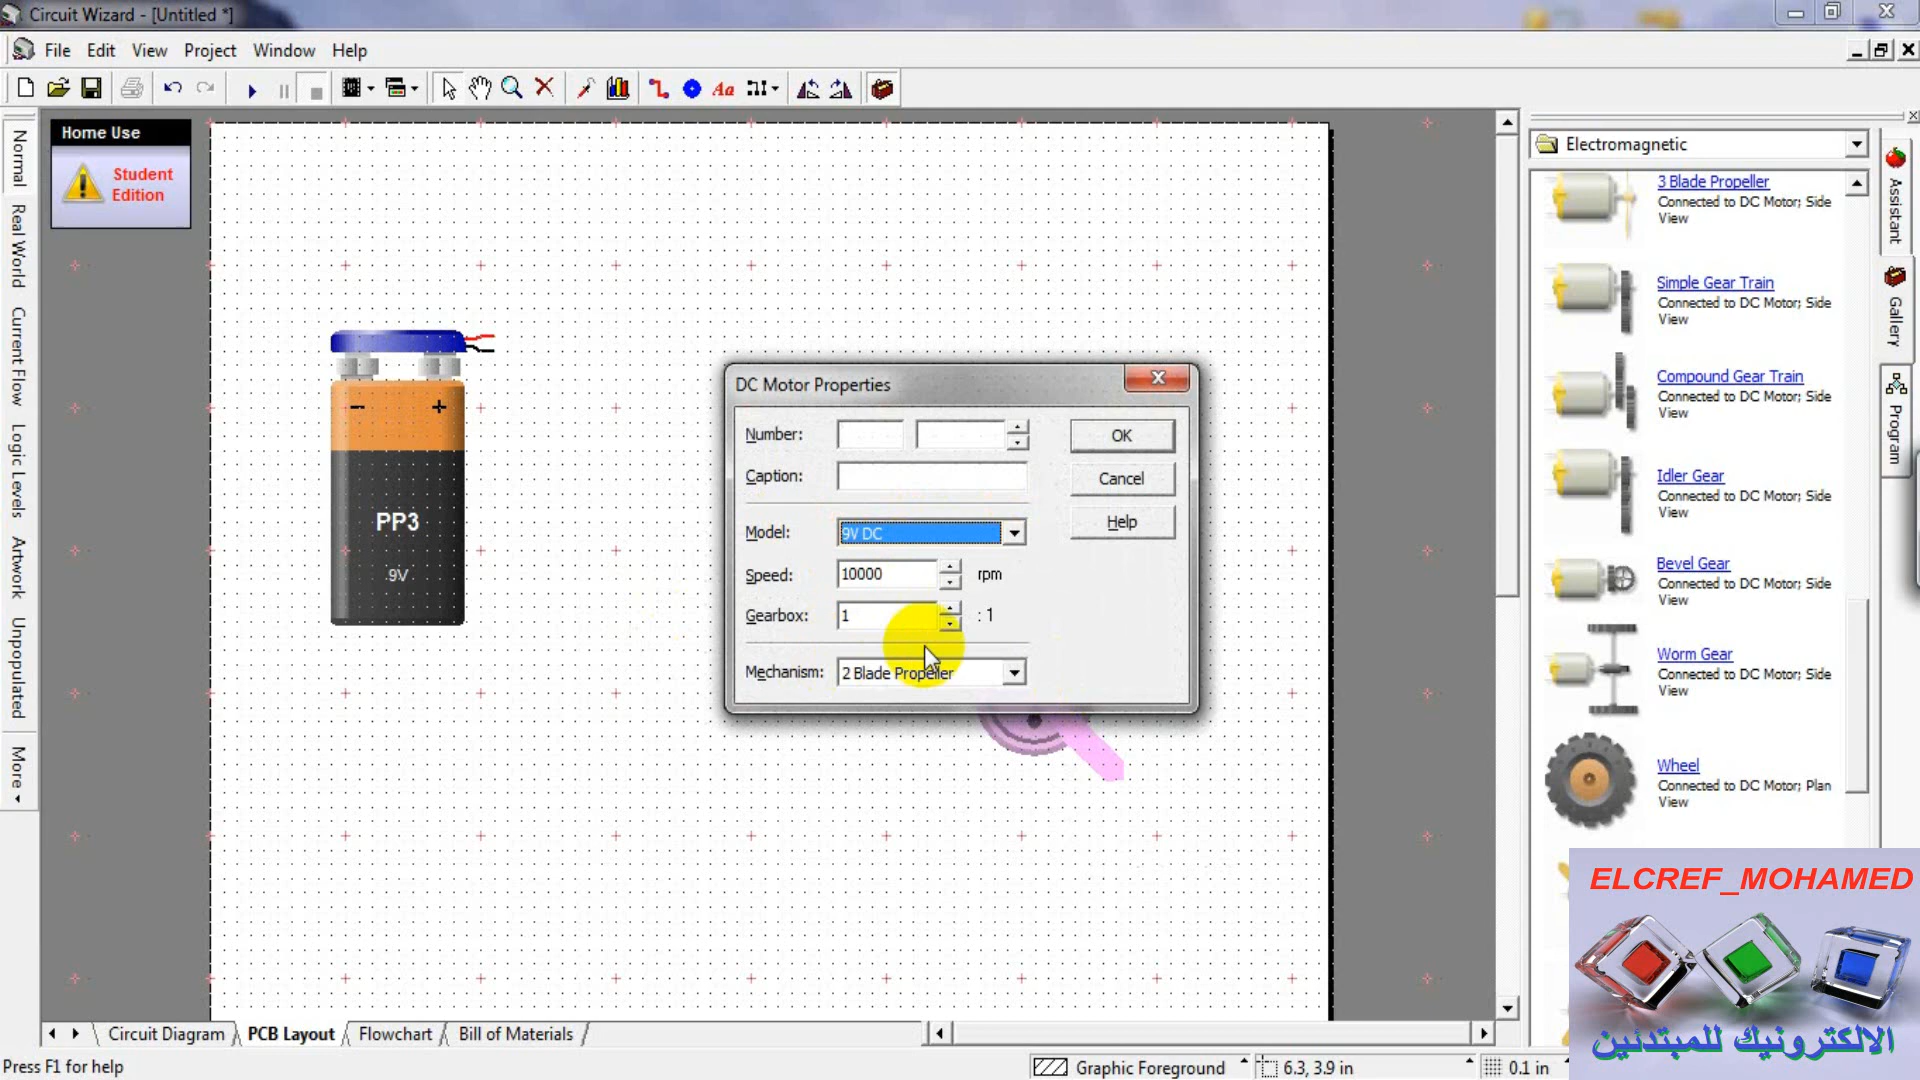 Circuit Wizard - [Untitled *]
File Edit View Project Window Help
Aa
Home Use
Student
Edition
Normal
Real World
Current Flow
Logic Levels
Artwork
Unpopulated
More
PP3
9V
DC Motor Properties
Number:
OK
Caption:
Cancel
Model: 9V DC
Help
Speed: 10000 rpm
Gearbox: 1 : 1
Mechanism: 2 Blade Propeller
Electromagnetic
3 Blade Propeller
Connected to DC Motor; Side
View
Simple Gear Train
Connected to DC Motor; Side
View
Compound Gear Train
Connected to DC Motor; Side
View
Idler Gear
Connected to DC Motor; Side
View
Bevel Gear
Connected to DC Motor; Side
View
Worm Gear
Connected to DC Motor; Side
View
Wheel
Connected to DC Motor; Plan
View
Assistant
Gallery
Program
ELCREF_MOHAMED
الالكترونيك للمبتدئين
Circuit Diagram PCB Layout Flowchart Bill of Materials
Press F1 for help
Graphic Foreground 6.3, 3.9 in 0.1 in